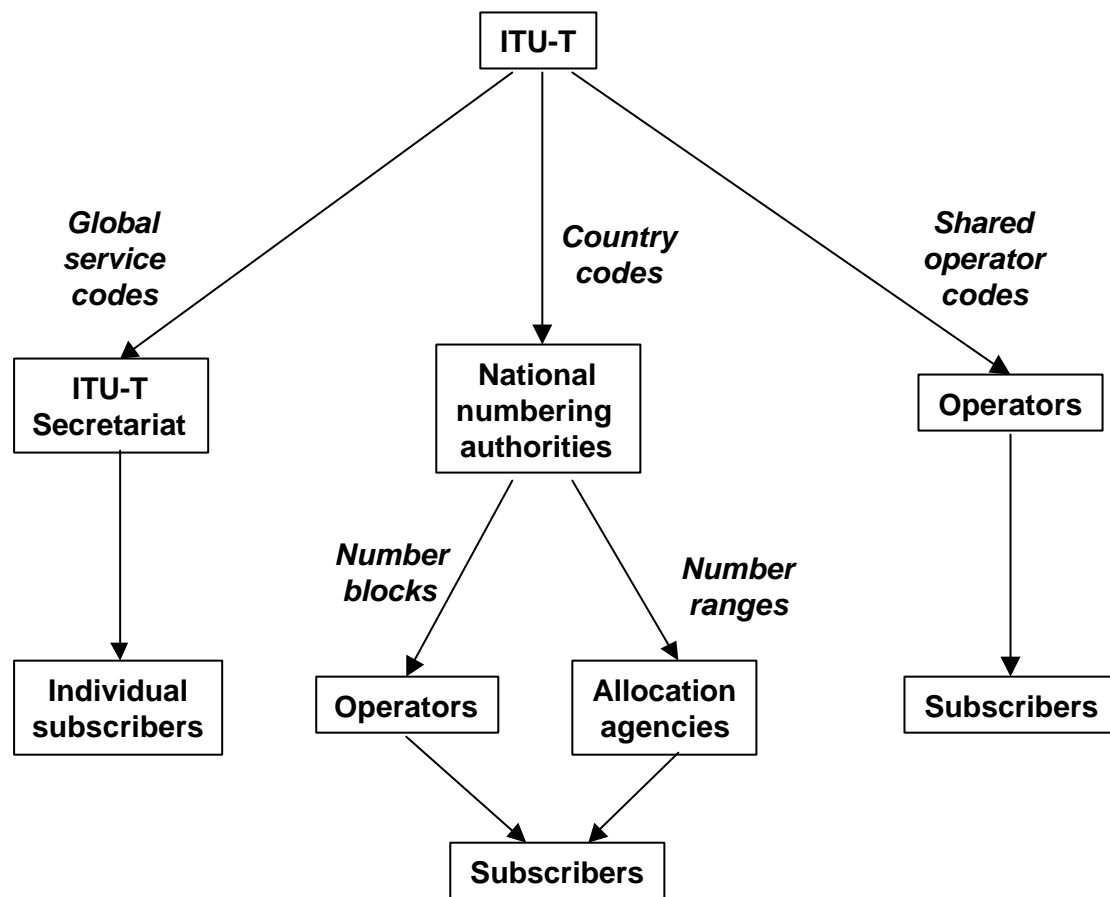 ITU-T
Global
service
codes
Country
codes
Shared
operator
codes
ITU-T
Secretariat
National
numbering
authorities
Operators
Number
blocks
Number
ranges
Individual
subscribers
Operators
Allocation
agencies
Subscribers
Subscribers